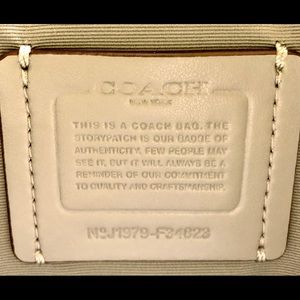 COACH
NEW YORK
THIS IS A COACH BAG. THE
STORYPATCH IS OUR BADGE OF
AUTHENTICITY. FEW PEOPLE MAY
SEE IT, BUT IT WILL ALWAYS BE A
REMINDER OF OUR COMMITMENT
TO QUALITY AND CRAFTSMANSHIP.
NoJ1979-F34823